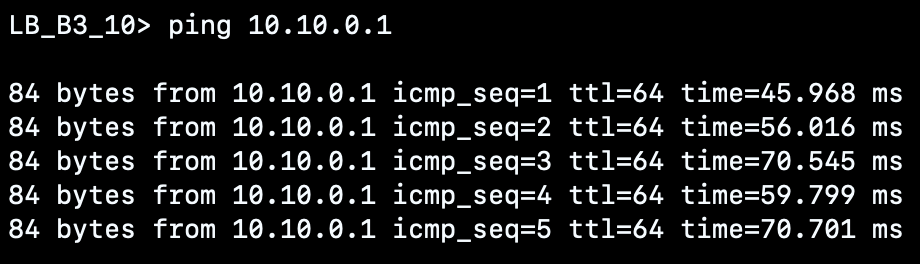 LB_B3_10> ping 10.10.0.1
84 bytes from 10.10.0.1 icmp_seq=1 ttl=64 time=45.968 ms
84 bytes from 10.10.0.1 icmp_seq=2 ttl=64 time=56.016 ms
84 bytes from 10.10.0.1 icmp_seq=3 ttl=64 time=70.545 ms
84 bytes from 10.10.0.1 icmp_seq=4 ttl=64 time=59.799 ms
84 bytes from 10.10.0.1 icmp_seq=5 ttl=64 time=70.701 ms